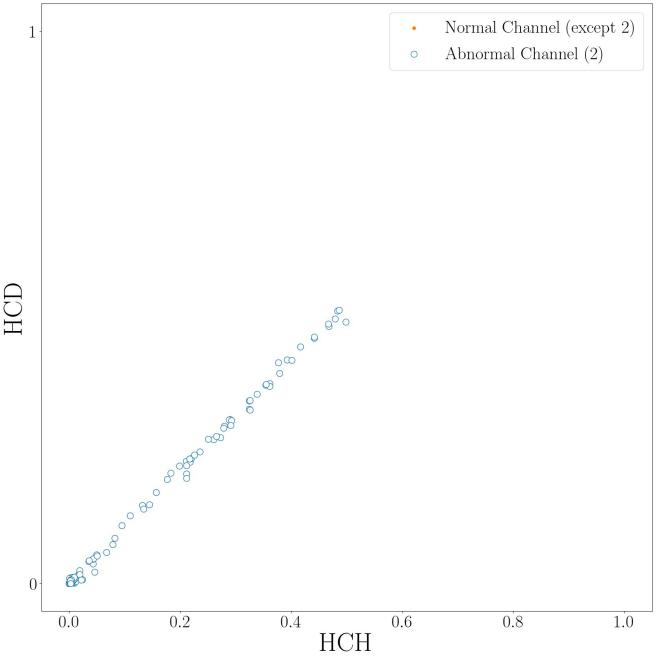 1
Normal Channel (except 2)
Abnormal Channel (2)
HCD
0
0.0 0.2 0.4 0.6 0.8 1.0
HCH